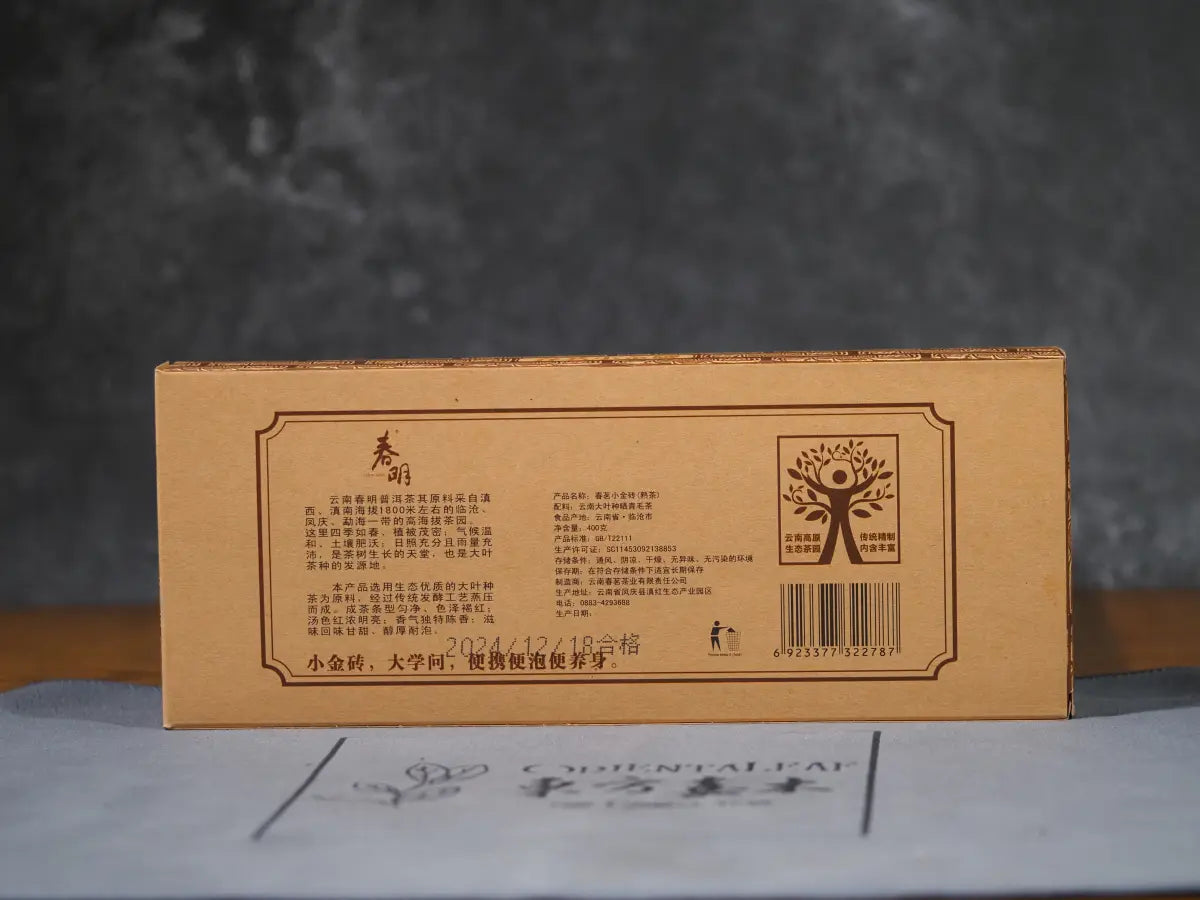 春明
云南春明普洱茶其原料采自滇
西、滇南海拔1800米左右的临沧、
凤庆、勐海一带的高海拔茶园。
这里四季如春、植被茂密；气候温
和、土壤肥沃；日照充分且雨量充
沛，是茶树生长的天堂，也是大叶
茶种的发源地。
本产品选用生态优质的大叶种
茶为原料，经过传统发酵工艺蒸压
而成。成茶条型匀净、色泽褐红；
汤色红浓明亮；香气独特陈香；滋
味回味甘甜、醇厚耐泡。
2024/12/18合格
小金砖，大学问，便携便泡便养身。
产品名称：春茗小金砖(熟茶)
配料：云南大叶种晒青毛茶
食品产地：云南省·临沧市
净含量：400克
产品标准：GB/T22111
生产许可证：SC11453092138853
存储条件：通风、阴凉、干燥、无异味、无污染的环境
保存期：在符合存储条件下适宜长期保存
制造商：云南春茗茶业有限责任公司
生产地址：云南省凤庆县滇红生态产业园区
电话：0883-4293688
生产日期：
云南高原 传统精制
生态茶园 内含丰富
6 923377 322787